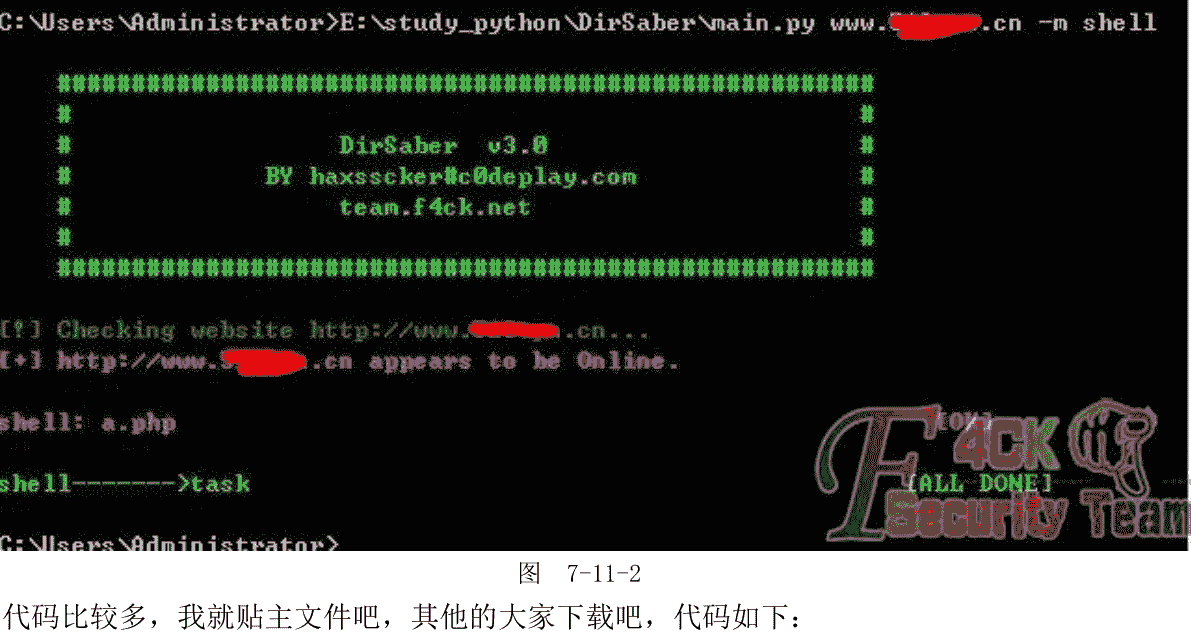 C:\Users\Administrator>E:\study_python\DirSaber\main.py www. .cn -m shell
#######################################################
# #
# DirSaber v3.0 #
# BY haxsscker#c0deplay.com #
# team.f4ck.net #
# #
#######################################################
[!] Checking website http://www. .cn...
[+] http://www. .cn appears to be Online.
shell: a.php [OK]
shell------->task [ALL DONE]
F4CK
Security Team
C:\Users\Administrator>
图 7-11-2
代码比较多，我就贴主文件吧，其他的大家下载吧，代码如下：